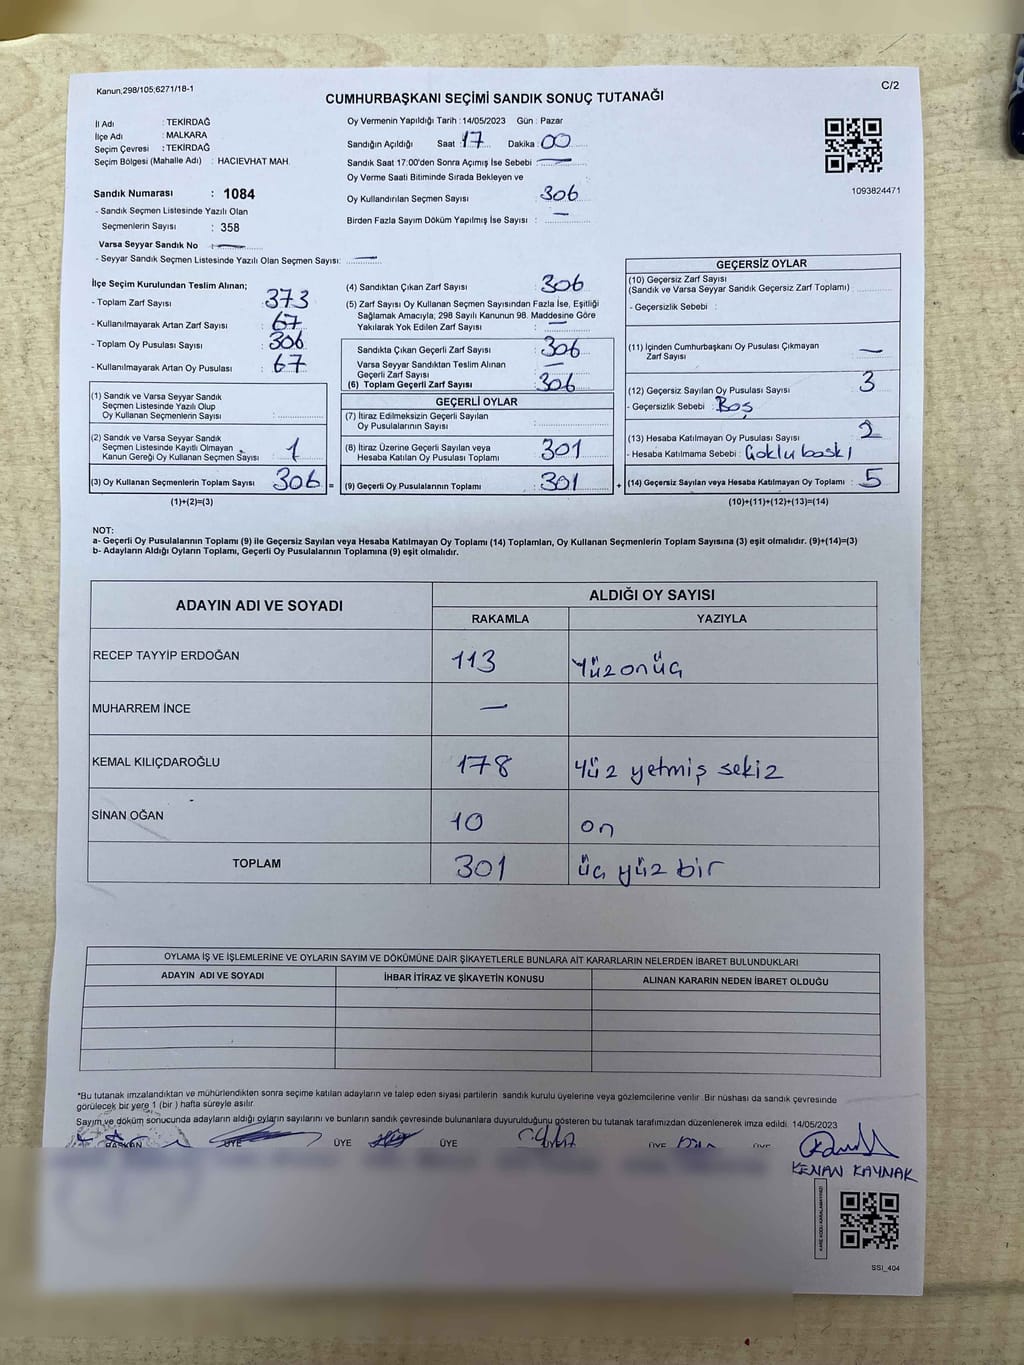 Kanun;298/105;6271/18-1
C/2
CUMHURBAŞKANI SEÇİMİ SANDIK SONUÇ TUTANAĞI
İl Adı : TEKİRDAĞ
İlçe Adı : MALKARA
Seçim Çevresi : TEKİRDAĞ
Seçim Bölgesi (Mahalle Adı) : HACIEVHAT MAH.
Sandık Numarası : 1084
- Sandık Seçmen Listesinde Yazılı Olan
Seçmenlerin Sayısı : 358
Varsa Seyyar Sandık No : —
- Seyyar Sandık Seçmen Listesinde Yazılı Olan Seçmen Sayısı: —
Oy Vermenin Yapıldığı Tarih : 14/05/2023 Gün : Pazar
Sandığın Açıldığı Saat : 17 Dakika : 00
Sandık Saat 17:00'den Sonra Açımış İse Sebebi : —
Oy Verme Saati Bitiminde Sırada Bekleyen ve :
Oy Kullandırılan Seçmen Sayısı 306
Birden Fazla Sayım Döküm Yapılmış İse Sayısı : —
1093824471
İlçe Seçim Kurulundan Teslim Alınan;
- Toplam Zarf Sayısı : 373
- Kullanılmayarak Artan Zarf Sayısı : 67
- Toplam Oy Pusulası Sayısı : 306
- Kullanılmayarak Artan Oy Pusulası : 67
(1) Sandık ve Varsa Seyyar Sandık
Seçmen Listesinde Yazılı Olup
Oy Kullanan Seçmenlerin Sayısı :
(2) Sandık ve Varsa Seyyar Sandık
Seçmen Listesinde Kayıtlı Olmayan
Kanun Gereği Oy Kullanan Seçmen Sayısı : 1
(3) Oy Kullanan Seçmenlerin Toplam Sayısı : 306 =
(1)+(2)=(3)
(4) Sandıktan Çıkan Zarf Sayısı : 306
(5) Zarf Sayısı Oy Kullanan Seçmen Sayısından Fazla İse, Eşitliği
Sağlamak Amacıyla; 298 Sayılı Kanunun 98. Maddesine Göre
Yakılarak Yok Edilen Zarf Sayısı : —
Sandıkta Çıkan Geçerli Zarf Sayısı : 306
Varsa Seyyar Sandıktan Teslim Alınan
Geçerli Zarf Sayısı : —
(6) Toplam Geçerli Zarf Sayısı : 306
GEÇERLİ OYLAR
(7) İtiraz Edilmeksizin Geçerli Sayılan
Oy Pusulasının Sayısı :
(8) İtiraz Üzerine Geçerli Sayılan veya
Hesaba Katılan Oy Pusulası Toplamı : 301
(9) Geçerli Oy Pusulalarının Toplamı : 301 +
GEÇERSİZ OYLAR
(10) Geçersiz Zarf Sayısı
(Sandık ve Varsa Seyyar Sandık Geçersiz Zarf Toplamı) :
- Geçersizlik Sebebi :
(11) İçinden Cumhurbaşkanı Oy Pusulası Çıkmayan
Zarf Sayısı : —
(12) Geçersiz Sayılan Oy Pusulası Sayısı : 3
- Geçersizlik Sebebi : Boş
(13) Hesaba Katılmayan Oy Pusulası Sayısı : 2
- Hesaba Katılmama Sebebi : Çoklu baskı
(14) Geçersiz Sayılan veya Hesaba Katılmayan Oy Toplamı : 5
(10)+(11)+(12)+(13)=(14)
NOT:
a- Geçerli Oy Pusulalarının Toplamı (9) ile Geçersiz Sayılan veya Hesaba Katılmayan Oy Toplamı (14) Toplamları, Oy Kullanan Seçmenlerin Toplam Sayısına (3) eşit olmalıdır. (9)+(14)=(3)
b- Adayların Aldığı Oyların Toplamı, Geçerli Oy Pusulalarının Toplamına (9) eşit olmalıdır.
ADAYIN ADI VE SOYADI
ALDIĞI OY SAYISI
RAKAMLA YAZIYLA
RECEP TAYYİP ERDOĞAN 113 Yüz onüç
MUHARREM İNCE —
KEMAL KILIÇDAROĞLU 178 Yüz yetmiş sekiz
SİNAN OĞAN 10 on
TOPLAM 301 üç yüz bir
OYLAMA İŞ VE İŞLEMLERİNE VE OYLARIN SAYIM VE DÖKÜMÜNE DAİR ŞİKAYETLERLE BUNLARA AİT KARARLARIN NELERDEN İBARET BULUNDUKLARI
ADAYIN ADI VE SOYADI İHBAR İTİRAZ VE ŞİKAYETİN KONUSU ALINAN KARARIN NEDEN İBARET OLDUĞU
*Bu tutanak imzalandıktan ve mühürlendikten sonra seçime katılan adayların ve talep eden siyasi partilerin sandık kurulu üyelerine veya gözlemcilerine verilir. Bir nüshası da sandık çevresinde
görülecek bir yere 1 (bir ) hafta süreyle asılır.
Sayım ve döküm sonucunda adayların aldığı oyların sayılarını ve bunların sandık çevresinde bulunanlara duyurulduğunu gösteren bu tutanak tarafımızdan düzenlenerek imza edildi. 14/05/2023
BAŞKAN ÜYE ÜYE ÜYE ÜYE ÜYE ÜYE
KENAN KAYNAK
SSI_404